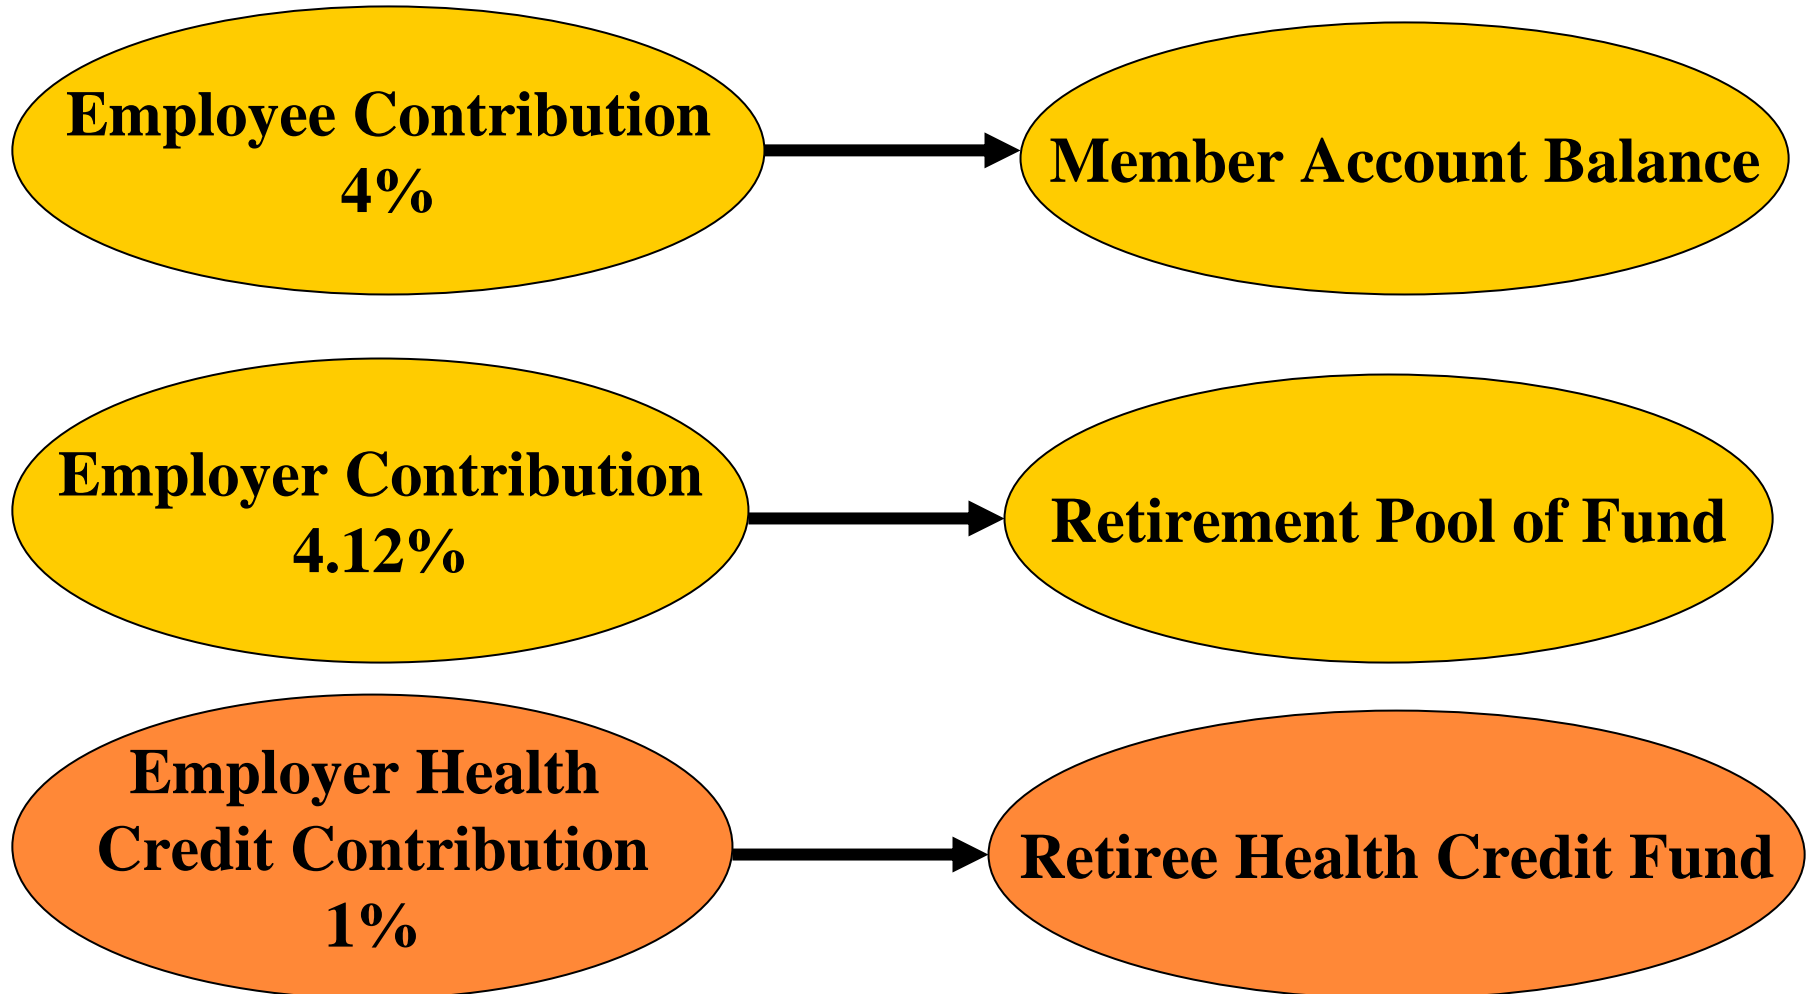 Employee Contribution
4%
Member Account Balance
Employer Contribution
4.12%
Retirement Pool of Fund
Employer Health
Credit Contribution
1%
Retiree Health Credit Fund